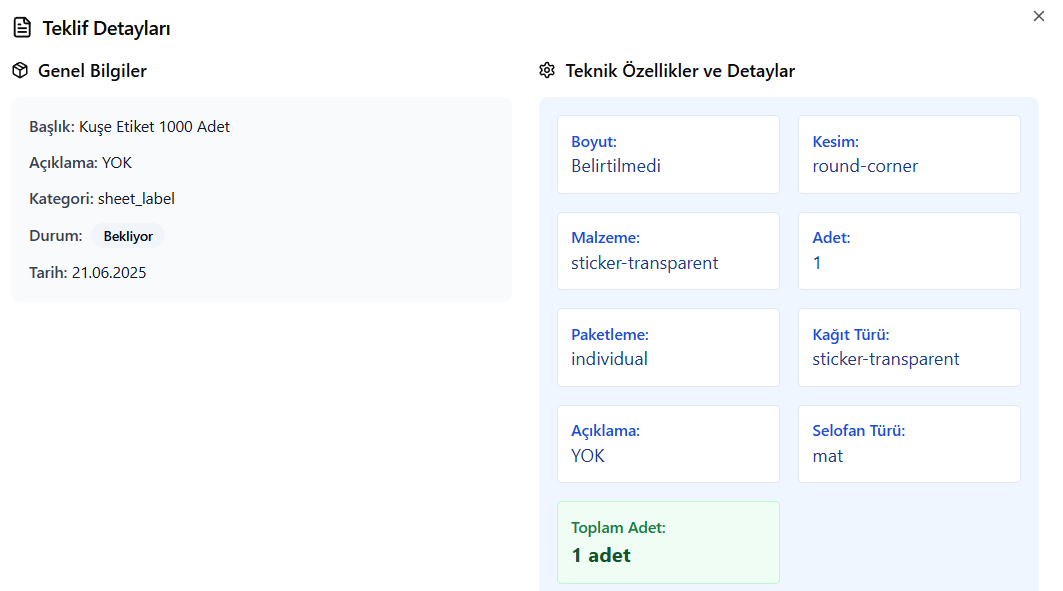 Teklif Detayları
Genel Bilgiler
Başlık: Kuşe Etiket 1000 Adet
Açıklama: YOK
Kategori: sheet_label
Durum: Bekliyor
Tarih: 21.06.2025
Teknik Özellikler ve Detaylar
Boyut:
Belirtilmedi
Kesim:
round-corner
Malzeme:
sticker-transparent
Adet:
1
Paketleme:
individual
Kağıt Türü:
sticker-transparent
Açıklama:
YOK
Selofan Türü:
mat
Toplam Adet:
1 adet